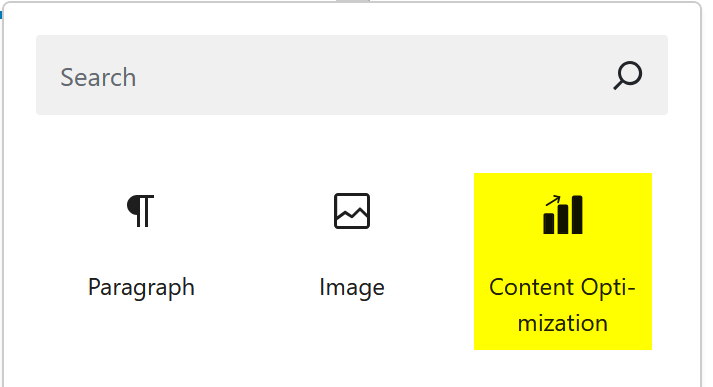 Search
Paragraph
Image
Content Opti-
mization